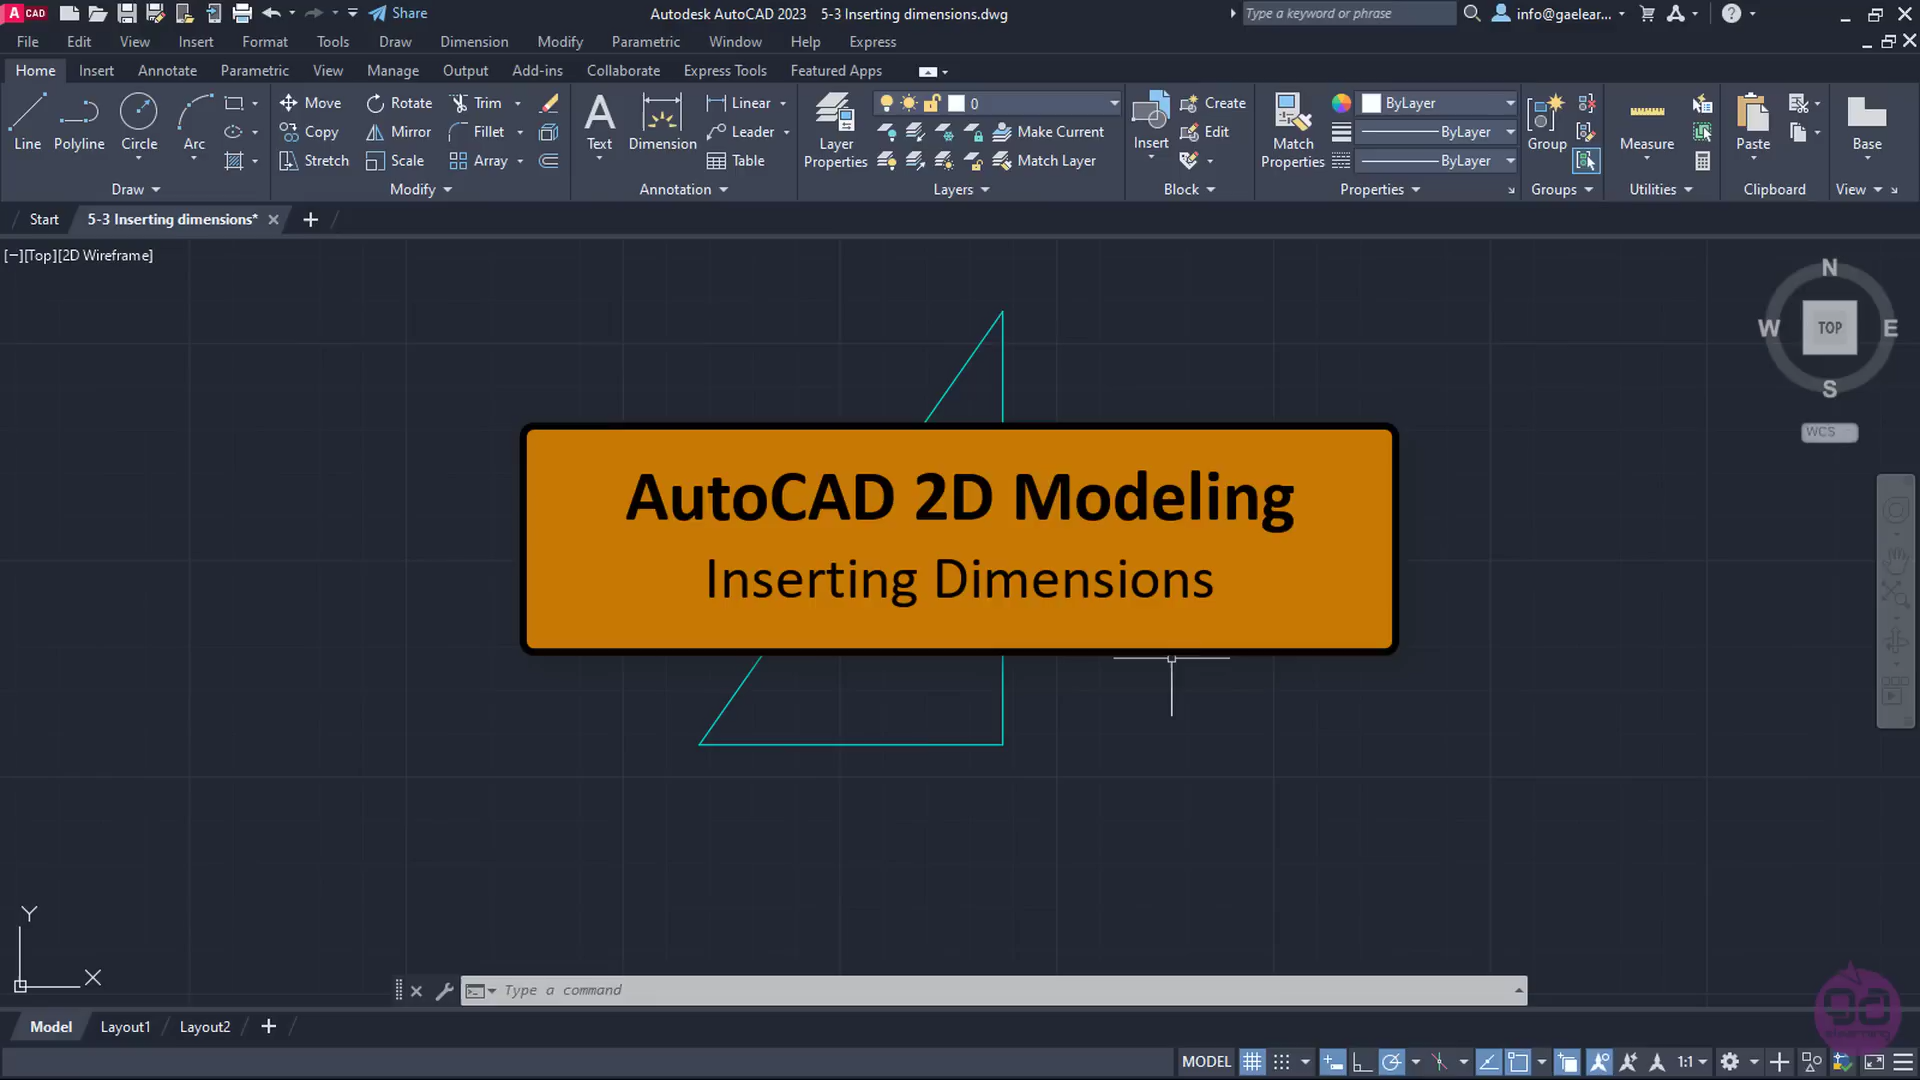 A CAD
Share
Autodesk AutoCAD 2023 5-3 Inserting dimensions.dwg
Type a keyword or phrase
info@gaelear...
File Edit View Insert Format Tools Draw Dimension Modify Parametric Window Help Express
Home Insert Annotate Parametric View Manage Output Add-ins Collaborate Express Tools Featured Apps
Line
Polyline
Circle
Arc
Draw
Move
Rotate
Trim
Copy
Mirror
Fillet
Stretch
Scale
Array
Modify
Text
Dimension
Linear
Leader
Table
Annotation
Layer
Properties
0
Make Current
Match Layer
Layers
Insert
Create
Edit
Block
Match
Properties
ByLayer
ByLayer
ByLayer
Properties
Group
Groups
Measure
Utilities
Paste
Clipboard
Base
View
Start
5-3 Inserting dimensions*
[−][Top][2D Wireframe]
N
W
TOP
E
S
WCS
AutoCAD 2D Modeling
Inserting Dimensions
Y
X
Type a command
Model Layout1 Layout2
ga
elearning
MODEL
1:1